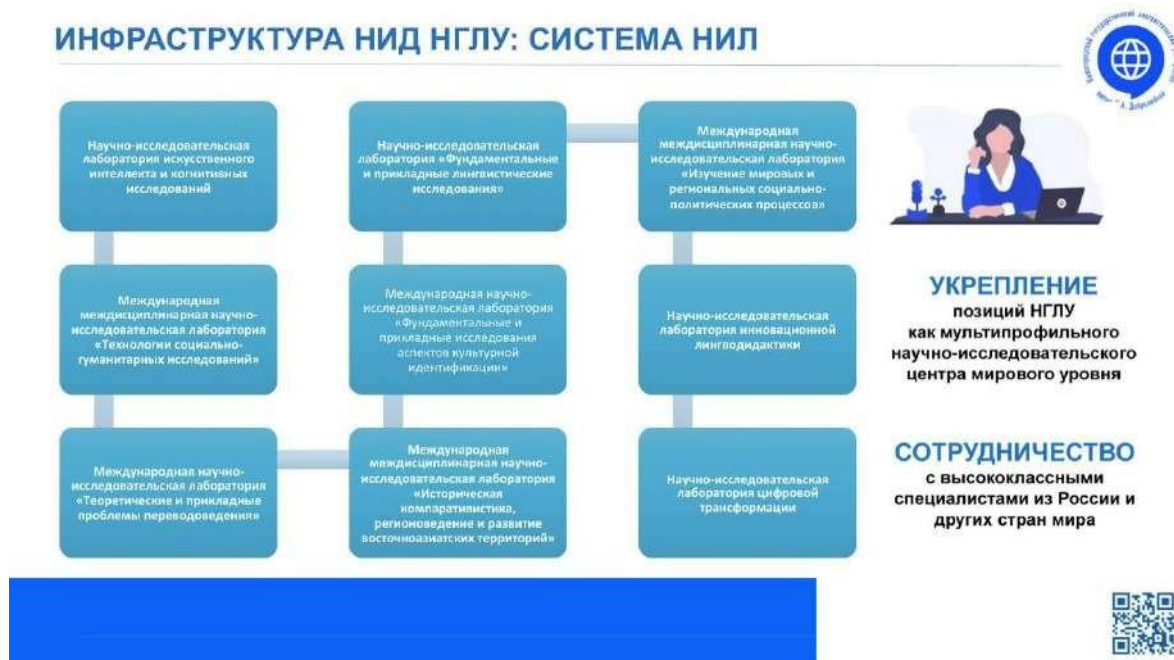 ИНФРАСТРУКТУРА НИД НГЛУ: СИСТЕМА НИЛ
Научно-исследовательская
лаборатория искусственного
интеллекта и когнитивных
исследований
Международная
междисциплинарная научно-
исследовательская лаборатория
«Технологии социально-
гуманитарных исследований»
Международная научно-
исследовательская лаборатория
«Теоретические и прикладные
проблемы переводоведения»
Международная
междисциплинарная научно-
исследовательская лаборатория
«Историческая
компаративистика,
регионоведение и развитие
восточноазиатских территорий»
Международная научно-
исследовательская лаборатория
«Фундаментальные и
прикладные исследования
аспектов культурной
идентификации»
Научно-исследовательская
лаборатория «Фундаментальные
и прикладные лингвистические
исследования»
Международная
междисциплинарная научно-
исследовательская лаборатория
«Изучение мировых и
региональных социально-
политических процессов»
Научно-исследовательская
лаборатория инновационной
лингводидактики
Научно-исследовательская
лаборатория цифровой
трансформации
УКРЕПЛЕНИЕ
позиций НГЛУ
как мультипрофильного
научно-исследовательского
центра мирового уровня
СОТРУДНИЧЕСТВО
с высококлассными
специалистами из России и
других стран мира